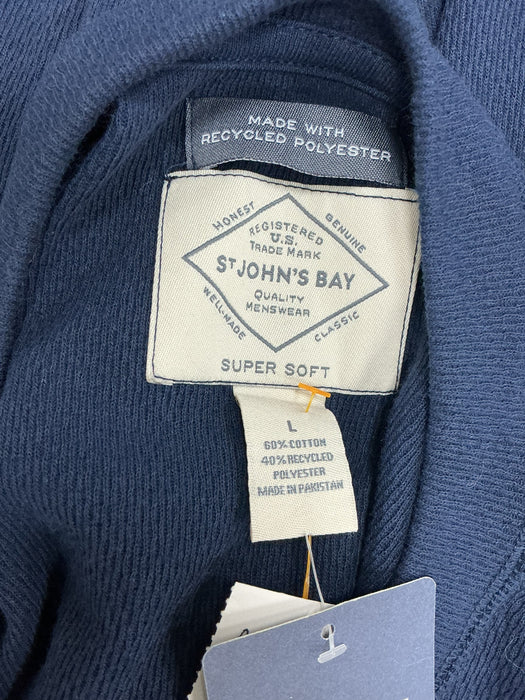 MADE WITH
RECYCLED POLYESTER
HONEST
GENUINE
REGISTERED
U.S.
TRADE MARK
ST JOHN'S BAY
QUALITY
MENSWEAR
WELL-MADE
CLASSIC
SUPER SOFT
L
60% COTTON
40% RECYCLED
POLYESTER
MADE IN PAKISTAN